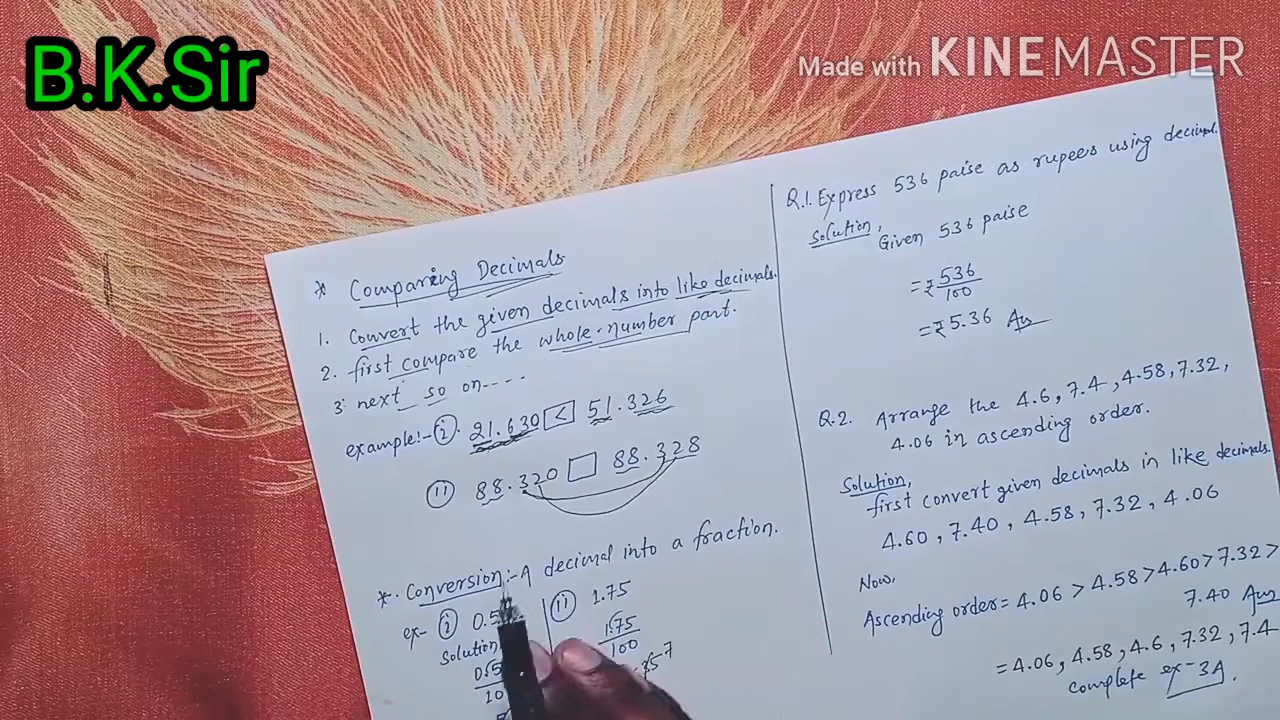 B.K.Sir
Made with KINEMASTER
* Comparing Decimals
1. Convert the given decimals into like decimals.
2. first compare the whole-number part.
3. next so on----
example:- (i). 21.630 < 51.326
(ii) 88.320 □ 88.328
*. Conversion:- A decimal into a fraction.
ex- (i) 0.5
solution
05
10
(ii) 1.75
1.75
100
Q.1. Express 536 paise as rupees using decimal.
Solution,
Given 536 paise
= ₹ 536
100
= ₹5.36 Ans
Q.2. Arrange the 4.6, 7.4, 4.58, 7.32,
4.06 in ascending order.
Solution,
first convert given decimals in like decimals.
4.60, 7.40, 4.58, 7.32, 4.06
Now,
Ascending order = 4.06 > 4.58 > 4.60 > 7.32 >
7.40 Ans
= 4.06, 4.58, 4.6, 7.32, 7.4
complete ex- 3A.